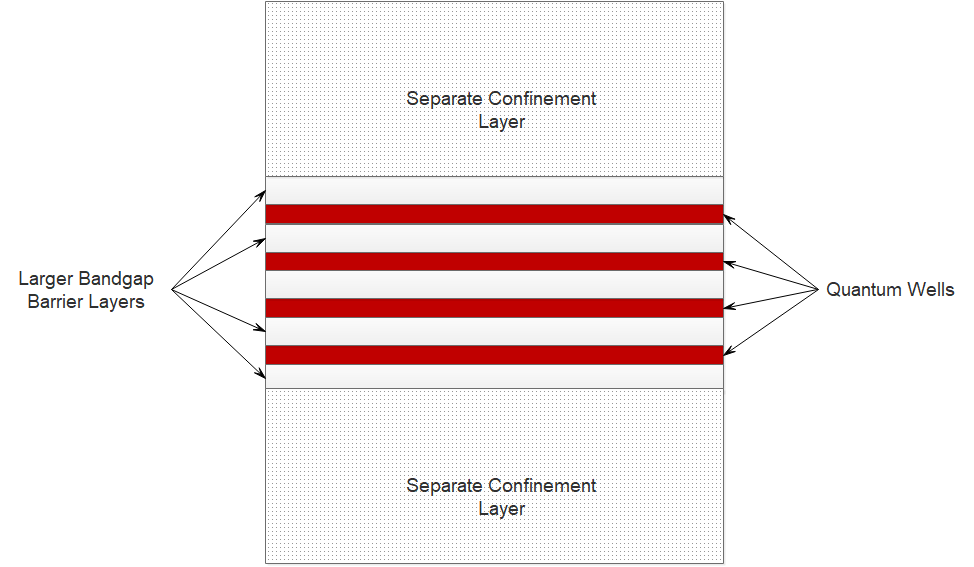 Separate Confinement
Layer
Larger Bandgap
Barrier Layers
Quantum Wells
Separate Confinement
Layer